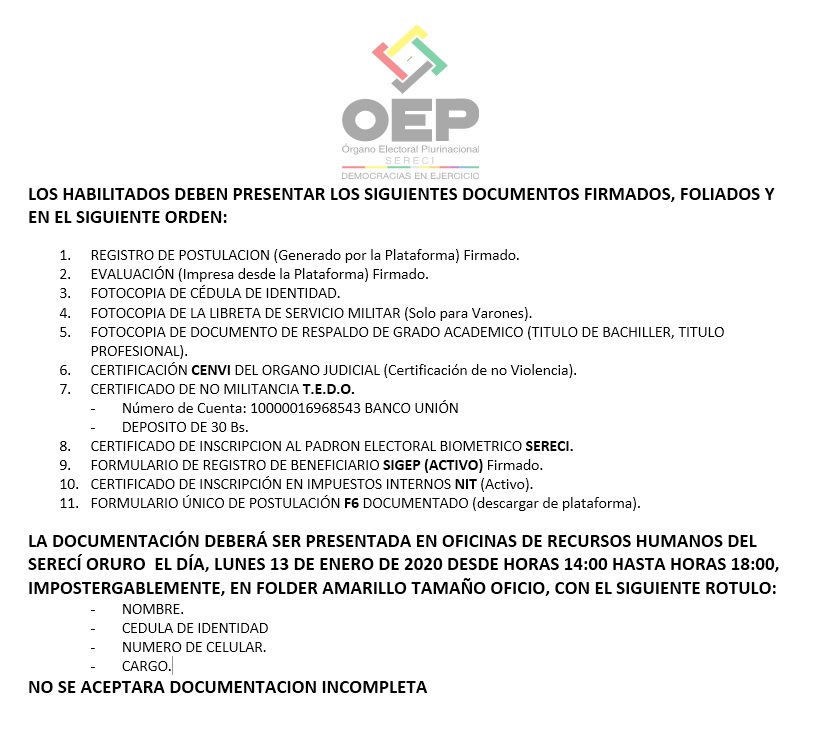 OEP
Órgano Electoral Plurinacional
SERECI
DEMOCRACIAS EN EJERCICIO
LOS HABILITADOS DEBEN PRESENTAR LOS SIGUIENTES DOCUMENTOS FIRMADOS, FOLIADOS Y
EN EL SIGUIENTE ORDEN:
1. REGISTRO DE POSTULACION (Generado por la Plataforma) Firmado.
2. EVALUACIÓN (Impresa desde la Plataforma) Firmado.
3. FOTOCOPIA DE CÉDULA DE IDENTIDAD.
4. FOTOCOPIA DE LA LIBRETA DE SERVICIO MILITAR (Solo para Varones).
5. FOTOCOPIA DE DOCUMENTO DE RESPALDO DE GRADO ACADEMICO (TITULO DE BACHILLER, TITULO
PROFESIONAL).
6. CERTIFICACIÓN CENVI DEL ORGANO JUDICIAL (Certificación de no Violencia).
7. CERTIFICADO DE NO MILITANCIA T.E.D.O.
- Número de Cuenta: 10000016968543 BANCO UNIÓN
- DEPOSITO DE 30 Bs.
8. CERTIFICADO DE INSCRIPCION AL PADRON ELECTORAL BIOMETRICO SERECI.
9. FORMULARIO DE REGISTRO DE BENEFICIARIO SIGEP (ACTIVO) Firmado.
10. CERTIFICADO DE INSCRIPCIÓN EN IMPUESTOS INTERNOS NIT (Activo).
11. FORMULARIO ÚNICO DE POSTULACIÓN F6 DOCUMENTADO (descargar de plataforma).
LA DOCUMENTACIÓN DEBERÁ SER PRESENTADA EN OFICINAS DE RECURSOS HUMANOS DEL
SERECÍ ORURO EL DÍA, LUNES 13 DE ENERO DE 2020 DESDE HORAS 14:00 HASTA HORAS 18:00,
IMPOSTERGABLEMENTE, EN FOLDER AMARILLO TAMAÑO OFICIO, CON EL SIGUIENTE ROTULO:
- NOMBRE.
- CEDULA DE IDENTIDAD
- NUMERO DE CELULAR.
- CARGO.
NO SE ACEPTARA DOCUMENTACION INCOMPLETA